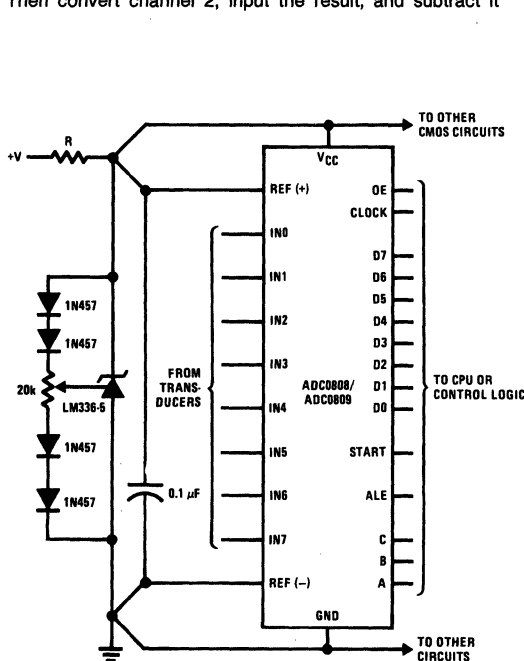 Then convert channel 2, input the result, and subtract it
TO OTHER
CMOS CIRCUITS
R
+V
VCC
REF (+)
OE
CLOCK
IN0
D7
IN1
D6
1N457
D5
IN2
D4
1N457
D3
IN3
D2
FROM
TRANS-
DUCERS
ADC0808/
ADC0809
D1
TO CPU OR
CONTROL LOGIC
20k
LM336-5
IN4
D0
1N457
IN5
START
1N457
0.1 µF
IN6
ALE
IN7
C
B
REF (–)
A
GND
TO OTHER
CIRCUITS